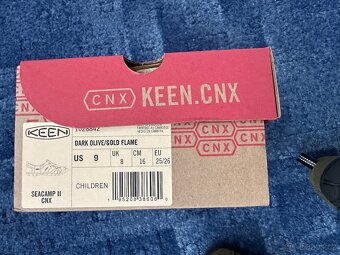 CNX KEEN.CNX
1028842
KEEN
DARK OLIVE/GOLD FLAME
US 9 UK 8 CM 16 EU 25/26
SEACAMP II
CNX
CHILDREN
CNX
CNX
CNX